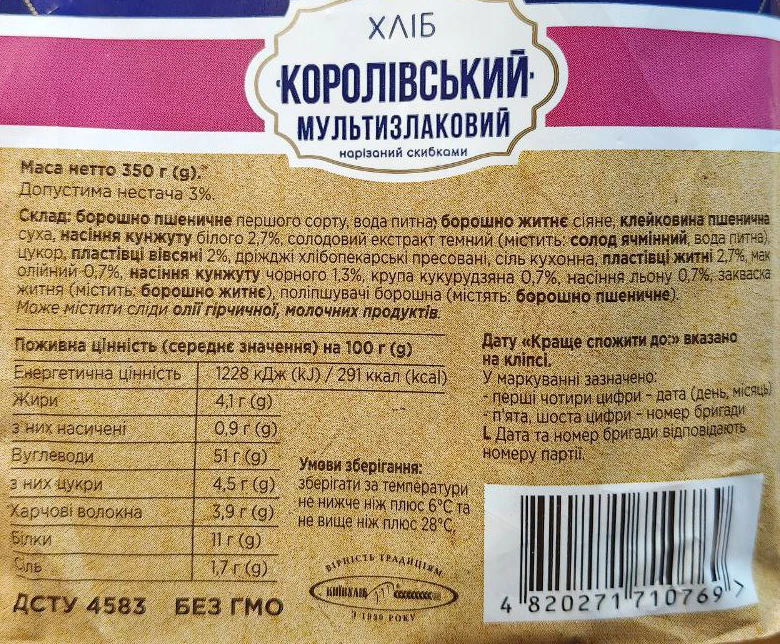 ХЛІБ
КОРОЛІВСЬКИЙ
МУЛЬТИЗЛАКОВИЙ
нарізаний скибками
Маса нетто 350 г (g).
Допустима нестача 3%.
Склад: борошно пшеничне першого сорту, вода питна, борошно житнє сіяне, клейковина пшенична
суха, насіння кунжуту білого 2,7%, солодовий екстракт темний (містить: солод ячмінний, вода питна),
цукор, пластівці вівсяні 2%, дріжджі хлібопекарські пресовані, сіль кухонна, пластівці житні 2,7%, мак
олійний 0,7%, насіння кунжуту чорного 1,3%, крупа кукурудзяна 0,7%, насіння льону 0,7%, закваска
житня (містить: борошно житнє), поліпшувачі борошна (містять: борошно пшеничне).
Може містити сліди олії гірчичної, молочних продуктів.
Поживна цінність (середнє значення) на 100 г (g)
Енергетична цінність 1228 кДж (kJ) / 291 ккал (kcal)
Жири 4,1 г (g)
з них насичені 0,9 г (g)
Вуглеводи 51 г (g)
з них цукри 4,5 г (g)
Харчові волокна 3,9 г (g)
Білки 11 г (g)
Сіль 1,7 г (g)
ДСТУ 4583 БЕЗ ГМО
Умови зберігання:
зберігати за температури
не нижче ніж плюс 6°С та
не вище ніж плюс 28°С.
ВІРНІСТЬ ТРАДИЦІЯМ
КИЇВХЛІБ
Дату «Краще спожити до:» вказано
на кліпсі.
У маркуванні зазначено:
- перші чотири цифри - дата (день, місяць)
- п'ята, шоста цифри - номер бригади
L Дата та номер бригади відповідають
номеру партії.
4 820271 710769 >